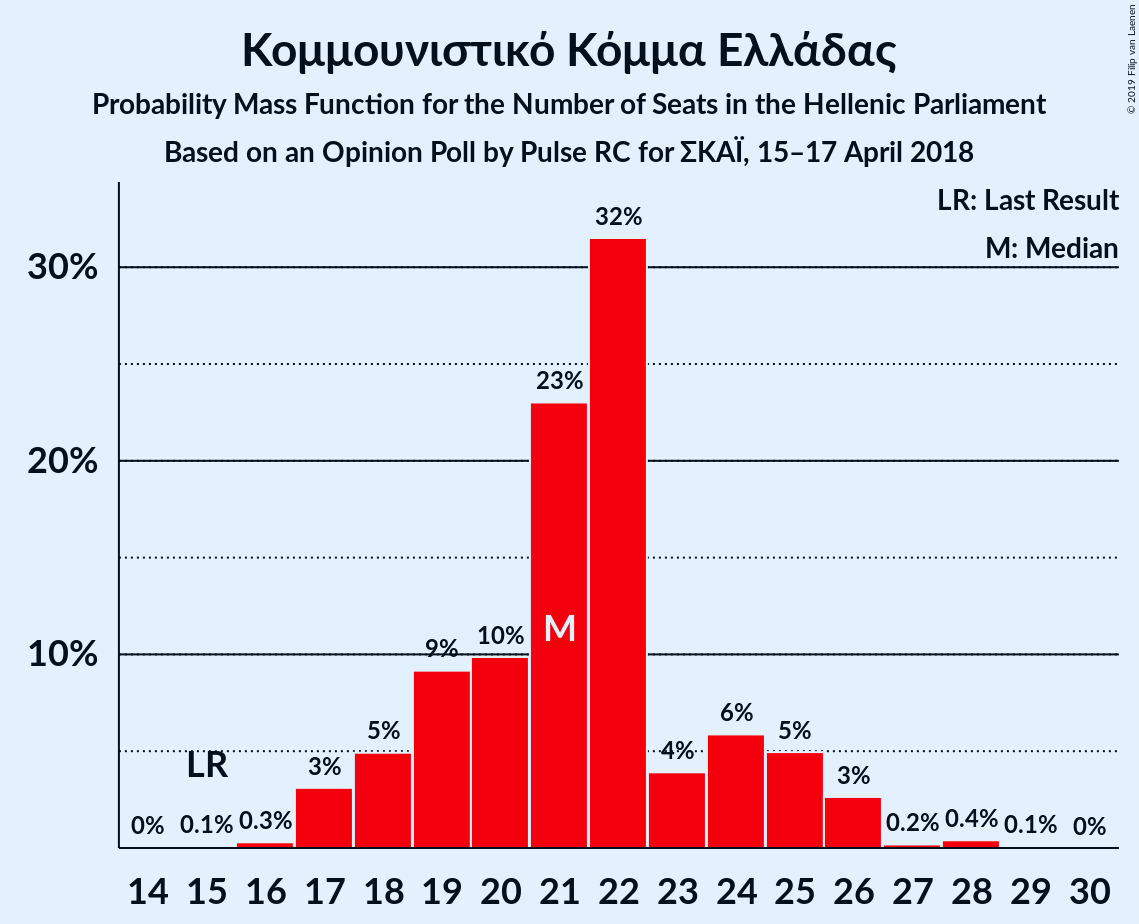 Κομμουνιστικό Κόμμα Ελλάδας
Probability Mass Function for the Number of Seats in the Hellenic Parliament
Based on an Opinion Poll by Pulse RC for ΣΚΑΪ, 15–17 April 2018
© 2019 Filip van Laenen
LR: Last Result
M: Median
30%
20%
10%
0%
0.1%
0.3%
3%
5%
9%
10%
23%
32%
4%
6%
5%
3%
0.2%
0.4%
0.1%
0%
LR
M
14 15 16 17 18 19 20 21 22 23 24 25 26 27 28 29 30